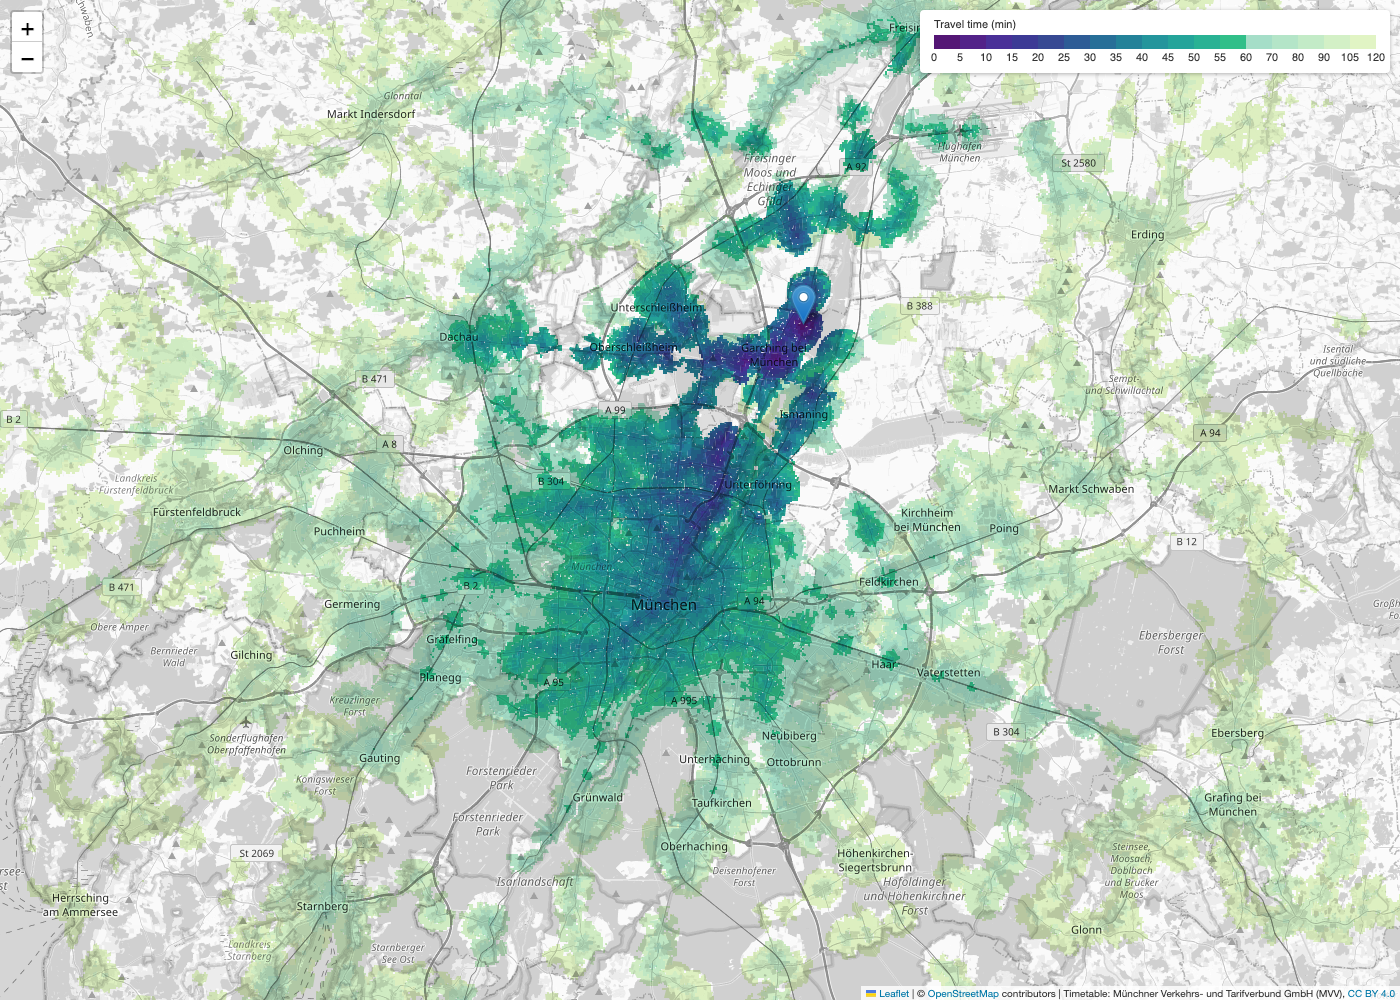 +
−
Travel time (min)
0 5 10 15 20 25 30 35 40 45 50 55 60 70 80 90 105 120
Schwaben
Freisin
Glonntal
Markt Indersdorf
Freisinger
Moos und
Echinger
Gfild
A 92
Flughafen
München
St 2580
Erding
Unterschleißheim
B 388
Dachau
Oberschleißheim
Garching bei
München
Isental
und südliche
Quellbäche
B 471
Sempt-
und Schwillachtal
A 99
Ismaning
B 2
A 8
A 94
Olching
B 304
Unterföhring
Landkreis
Fürstenfeldbruck
Markt Schwaben
Fürstenfeldbruck
Puchheim
Kirchheim
bei München
Poing
B 12
München
B 471
B 2
Feldkirchen
Germering
München
A 94
Obere Amper
Ebersberger
Forst
Gräfelfing
Bernrieder
Wald
Gilching
Planegg
Haar
Vaterstetten
A 95
Kreuzlinger
Forst
A 995
Sonderflughafen
Oberpfaffenhofen
Neubiberg
B 304
Ebersberg
Gauting
Unterhaching
Ottobrunn
Forstenrieder
Park
Königswieser
Forst
Grünwald
Taufkirchen
Grafing bei
München
Forstenrieder
Park
Oberhaching
St 2069
Höhenkirchen-
Siegertsbrunn
Steinsee,
Moosach,
Doblbach
und Brucker
Moos
Deisenhofener
Forst
Isarlandschaft
Hofoldinger
und Höhenkirchner
Forst
Herrsching
am Ammersee
Starnberg
Glonn
Landkreis
Starnberg
Starnberger
See Ost
Leaflet | © OpenStreetMap contributors | Timetable: Münchner Verkehrs- und Tarifverbund GmbH (MVV), CC BY 4.0